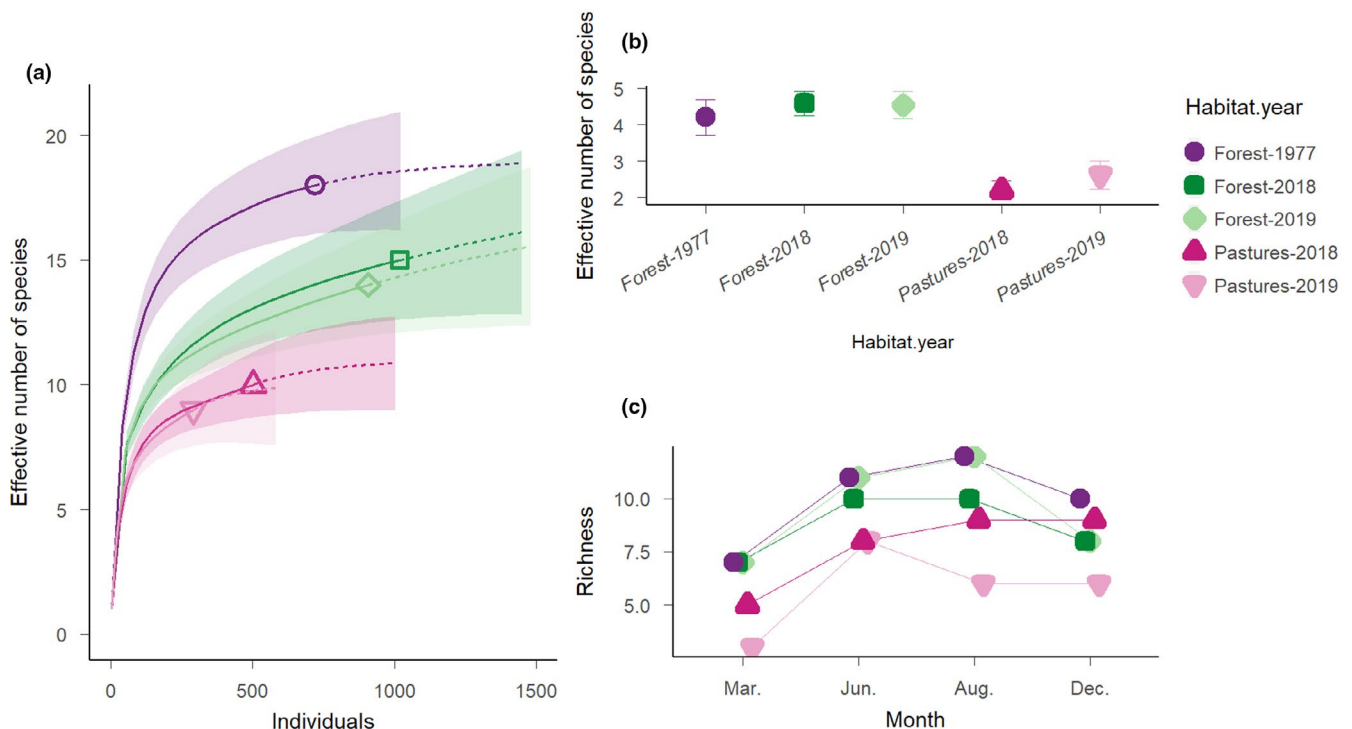 (a)
Effective number of species
20
15
10
5
0
0 500 1000 1500
Individuals
(b)
Effective number of species
5
4
3
2
Forest-1977 Forest-2018 Forest-2019 Pastures-2018 Pastures-2019
Habitat.year
Habitat.year
Forest-1977
Forest-2018
Forest-2019
Pastures-2018
Pastures-2019
(c)
Richness
10.0
7.5
5.0
Mar. Jun. Aug. Dec.
Month